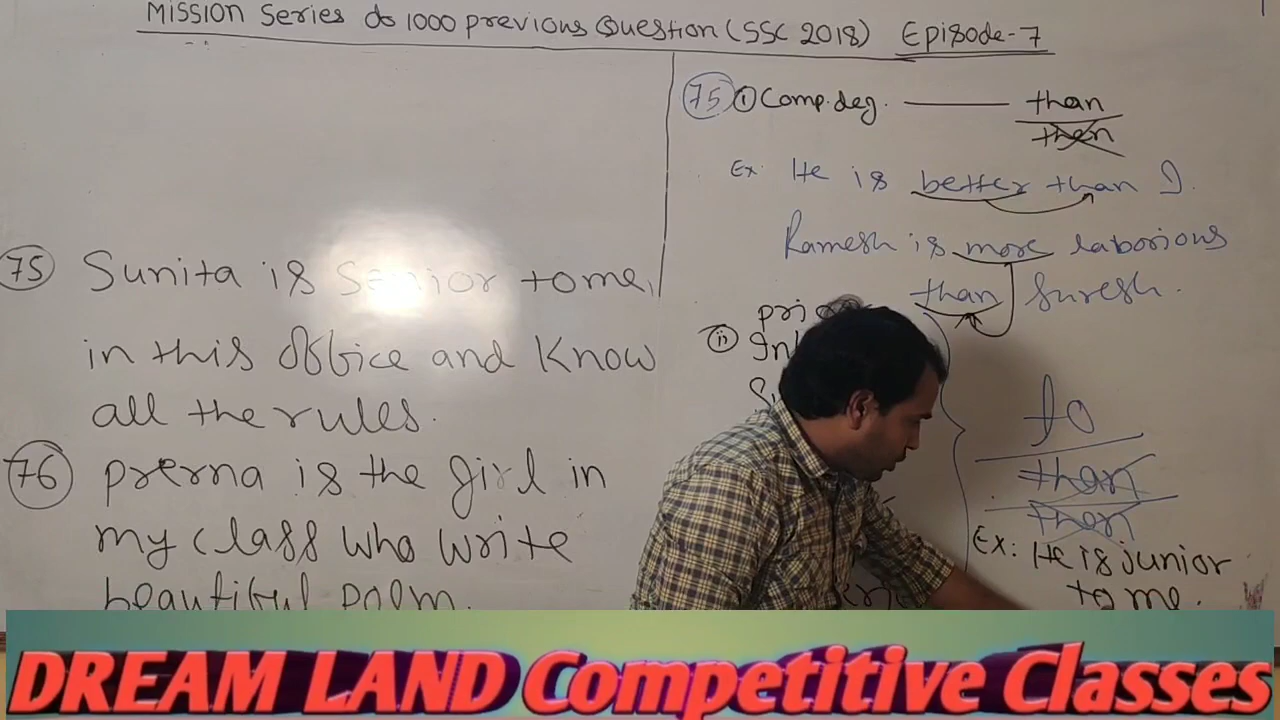 Mission Series do 1000 previous Question (SSC 2018) Episode-7
75 Sunita is Senior to me,
in this office and know
all the rules.
76 prerna is the girl in
my class who write
beautiful poem.
75 i Comp. deg. than
then
Ex: He is better than I.
Ramesh is more laborious
than Suresh.
ii
to
than
then
Ex: He is junior
to me.
DREAM LAND Competitive Classes